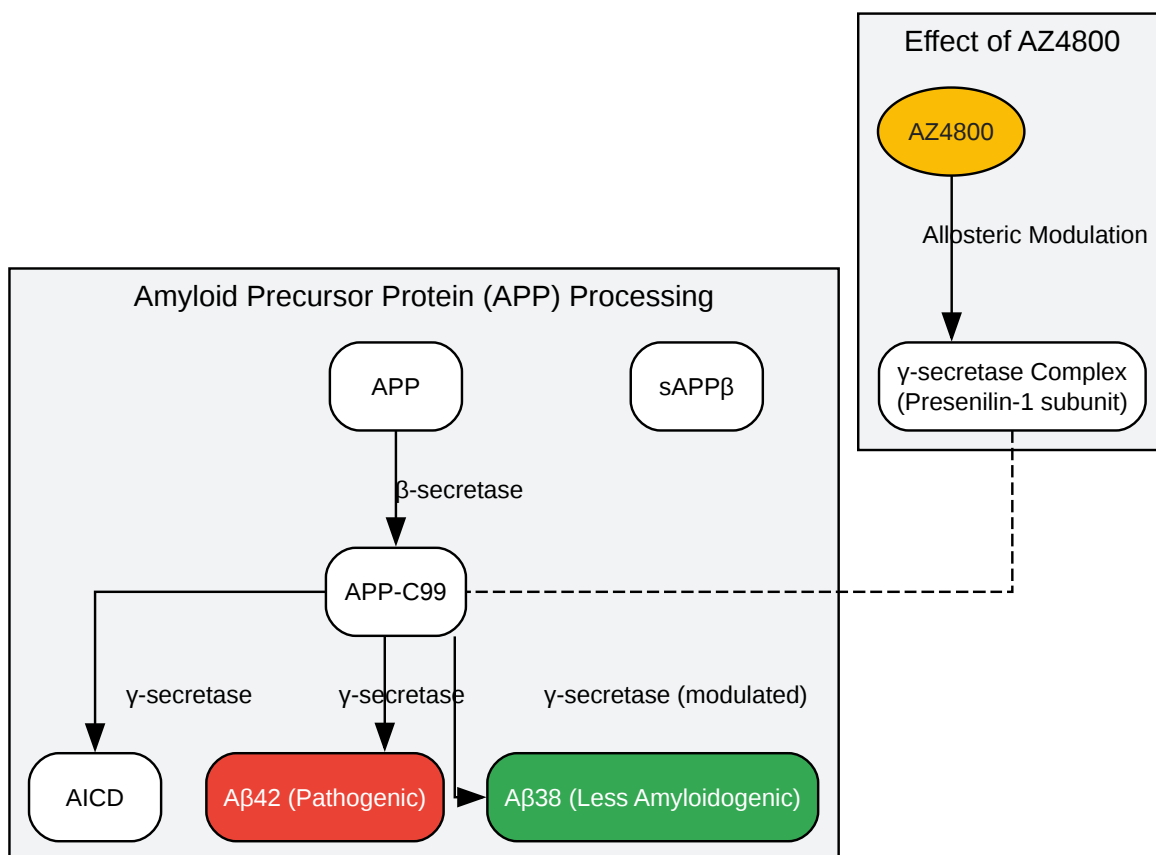 Effect of AZ4800
AZ4800
Allosteric Modulation
γ-secretase Complex
(Presenilin-1 subunit)
Amyloid Precursor Protein (APP) Processing
APP
sAPPβ
β-secretase
APP-C99
γ-secretase
γ-secretase
γ-secretase (modulated)
AICD
Aβ42 (Pathogenic)
Aβ38 (Less Amyloidogenic)